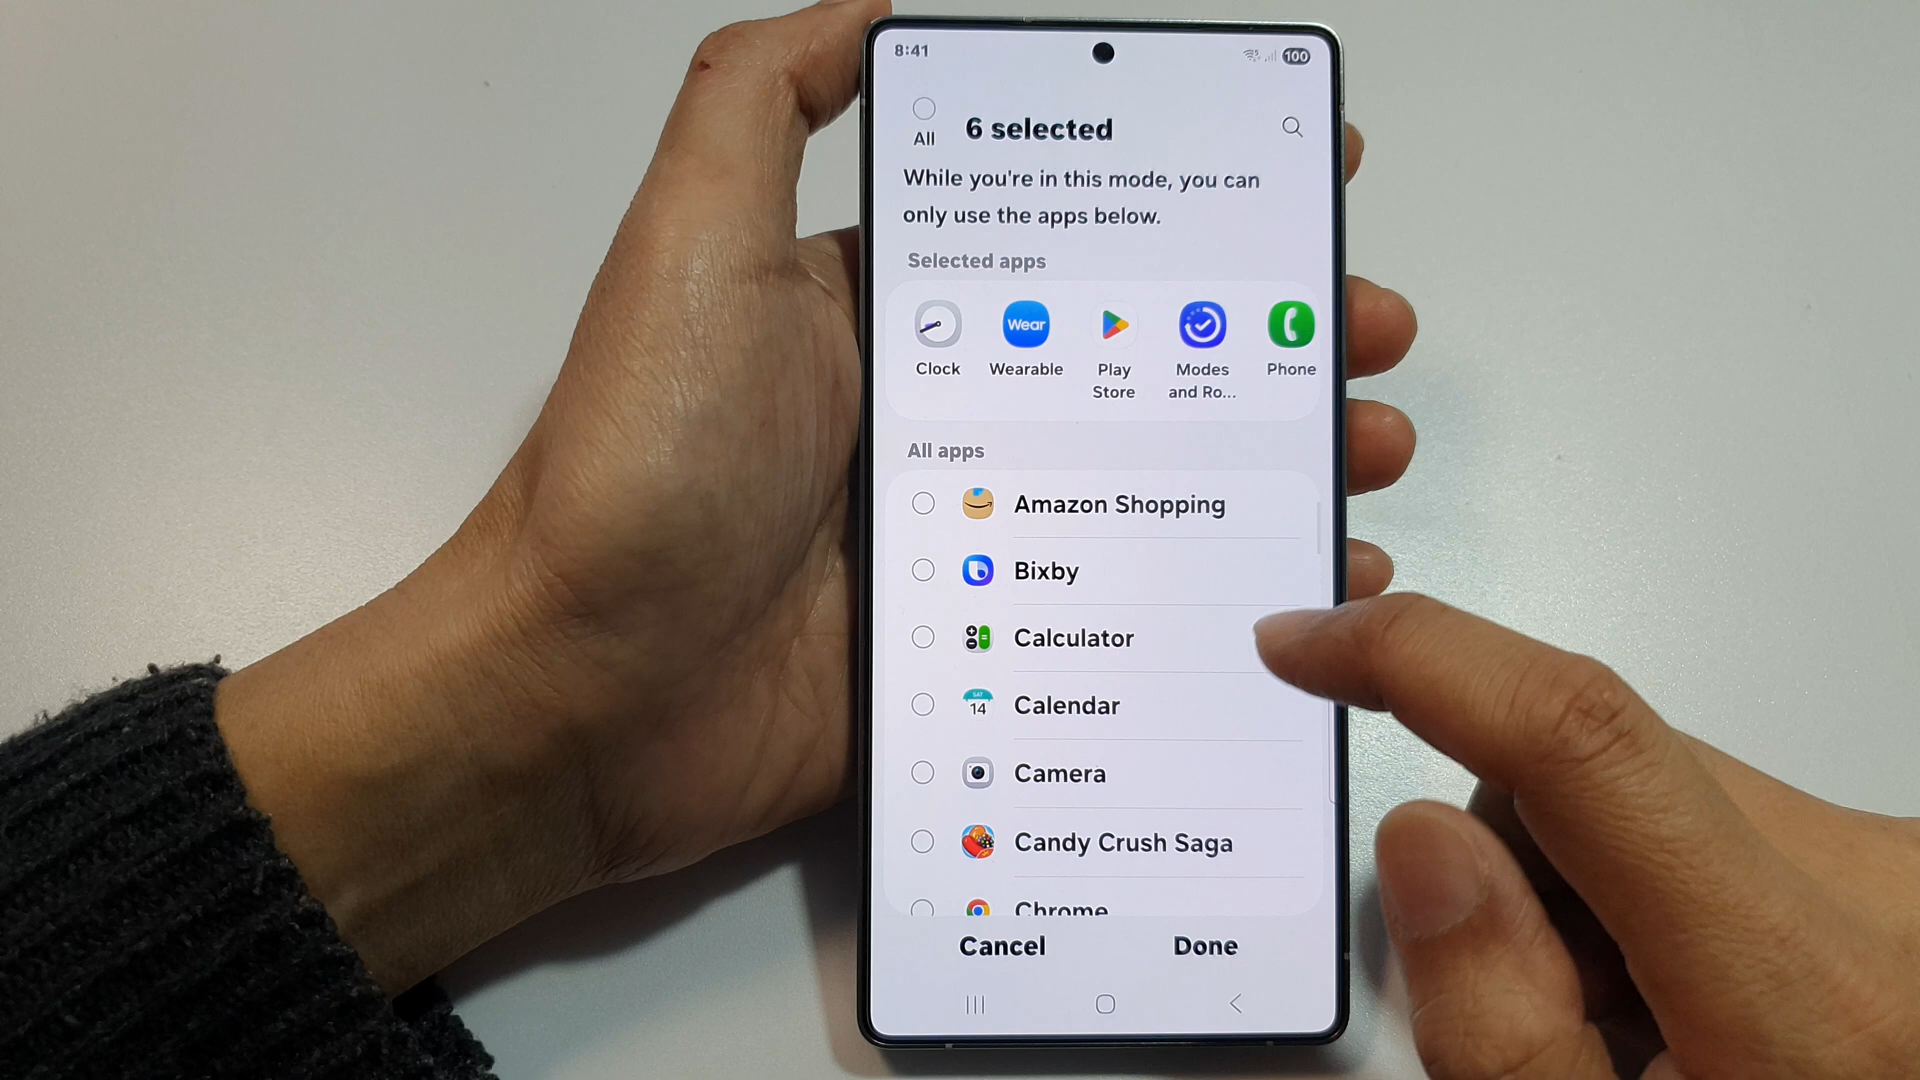 8:41
100
All
6 selected
While you're in this mode, you can
only use the apps below.
Selected apps
Wear
Clock
Wearable
Play
Store
Modes
and Ro...
Phone
All apps
Amazon Shopping
Bixby
Calculator
SAT
14
Calendar
Camera
Candy Crush Saga
Chrome
Cancel
Done